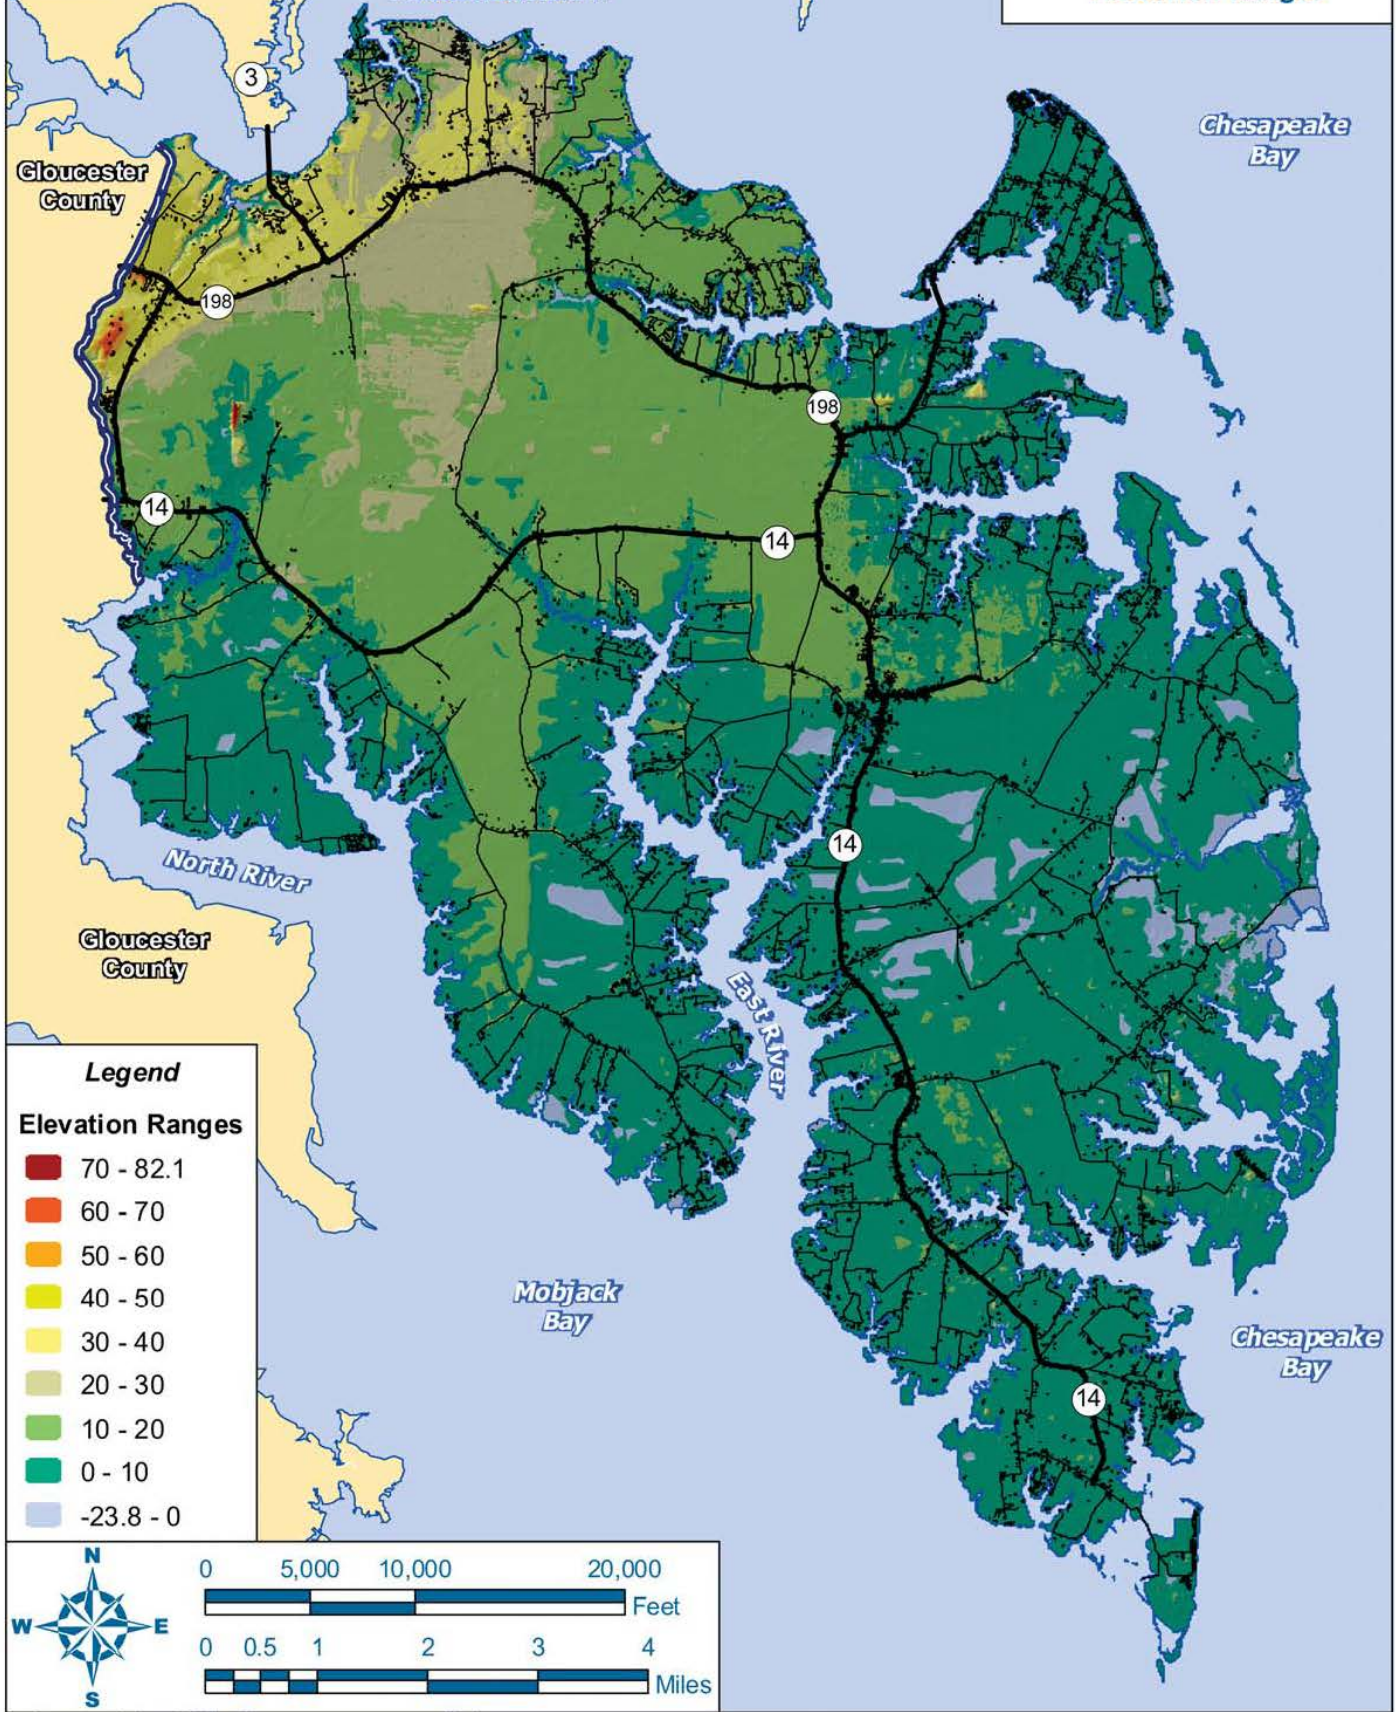 3
Chesapeake
Bay
Gloucester
County
198
198
14
14
14
North River
Gloucester
County
East River
Legend
Elevation Ranges
70 - 82.1
60 - 70
50 - 60
40 - 50
30 - 40
20 - 30
10 - 20
0 - 10
-23.8 - 0
Mobjack
Bay
Chesapeake
Bay
14
N
W E
S
0 5,000 10,000 20,000
Feet
0 0.5 1 2 3 4
Miles